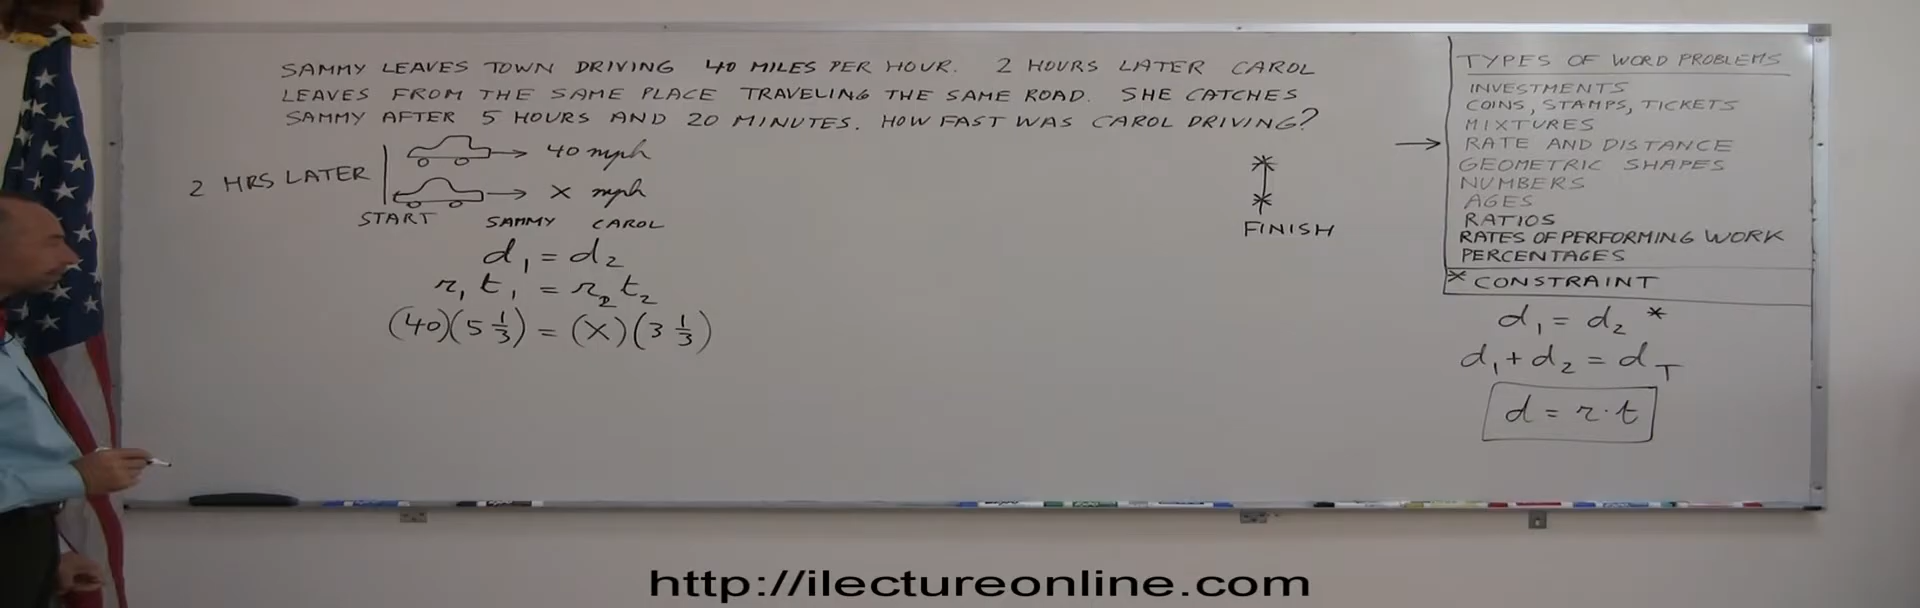 SAMMY LEAVES TOWN DRIVING 40 MILES PER HOUR. 2 HOURS LATER CAROL
LEAVES FROM THE SAME PLACE TRAVELING THE SAME ROAD. SHE CATCHES
SAMMY AFTER 5 HOURS AND 20 MINUTES. HOW FAST WAS CAROL DRIVING?
40 mph
2 HRS LATER
X mph
START
SAMMY CAROL
d₁ = d₂
r₁ t₁ = r₂ t₂
(40)(5 1/3) = (X)(3 1/3)
FINISH
TYPES OF WORD PROBLEMS
INVESTMENTS
COINS, STAMPS, TICKETS
MIXTURES
→ RATE AND DISTANCE
GEOMETRIC SHAPES
NUMBERS
AGES
RATIOS
RATES OF PERFORMING WORK
PERCENTAGES
* CONSTRAINT
d₁ = d₂ *
d₁ + d₂ = d_T
d = r · t
http://ilectureonline.com